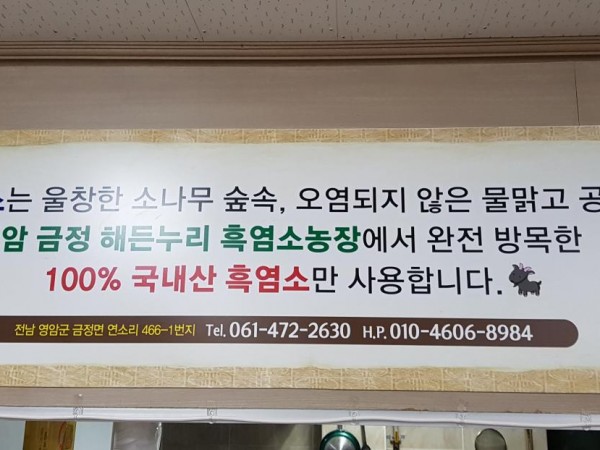 는 울창한 소나무 숲속, 오염되지 않은 물맑고 공
암 금정 해든누리 흑염소농장에서 완전 방목한
100% 국내산 흑염소만 사용합니다.
전남 영암군 금정면 연소리 466-1번지 Tel. 061-472-2630 H.P. 010-4606-8984